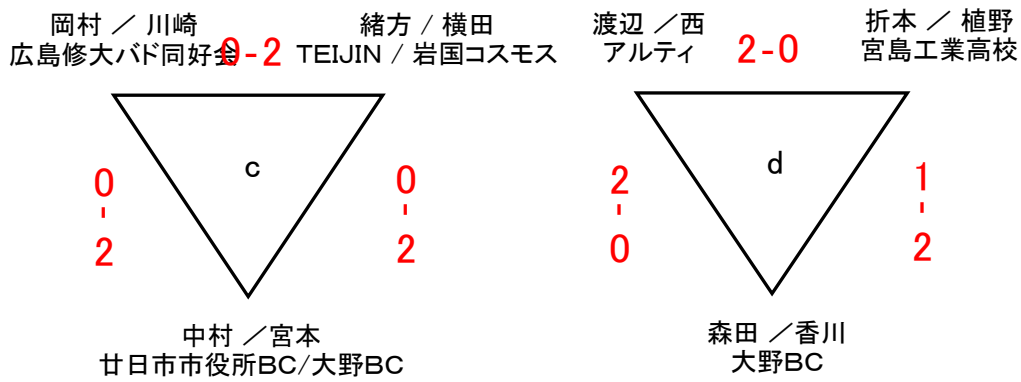 岡村 ／ 川崎
広島修大バド同好会
0-2
緒方 / 横田
TEIJIN / 岩国コスモス
c
0
-
2
0
-
2
中村 ／宮本
廿日市市役所BC/大野BC
渡辺 ／西
アルティ
2-0
折本 ／ 植野
宮島工業高校
d
2
-
0
1
-
2
森田 ／香川
大野BC